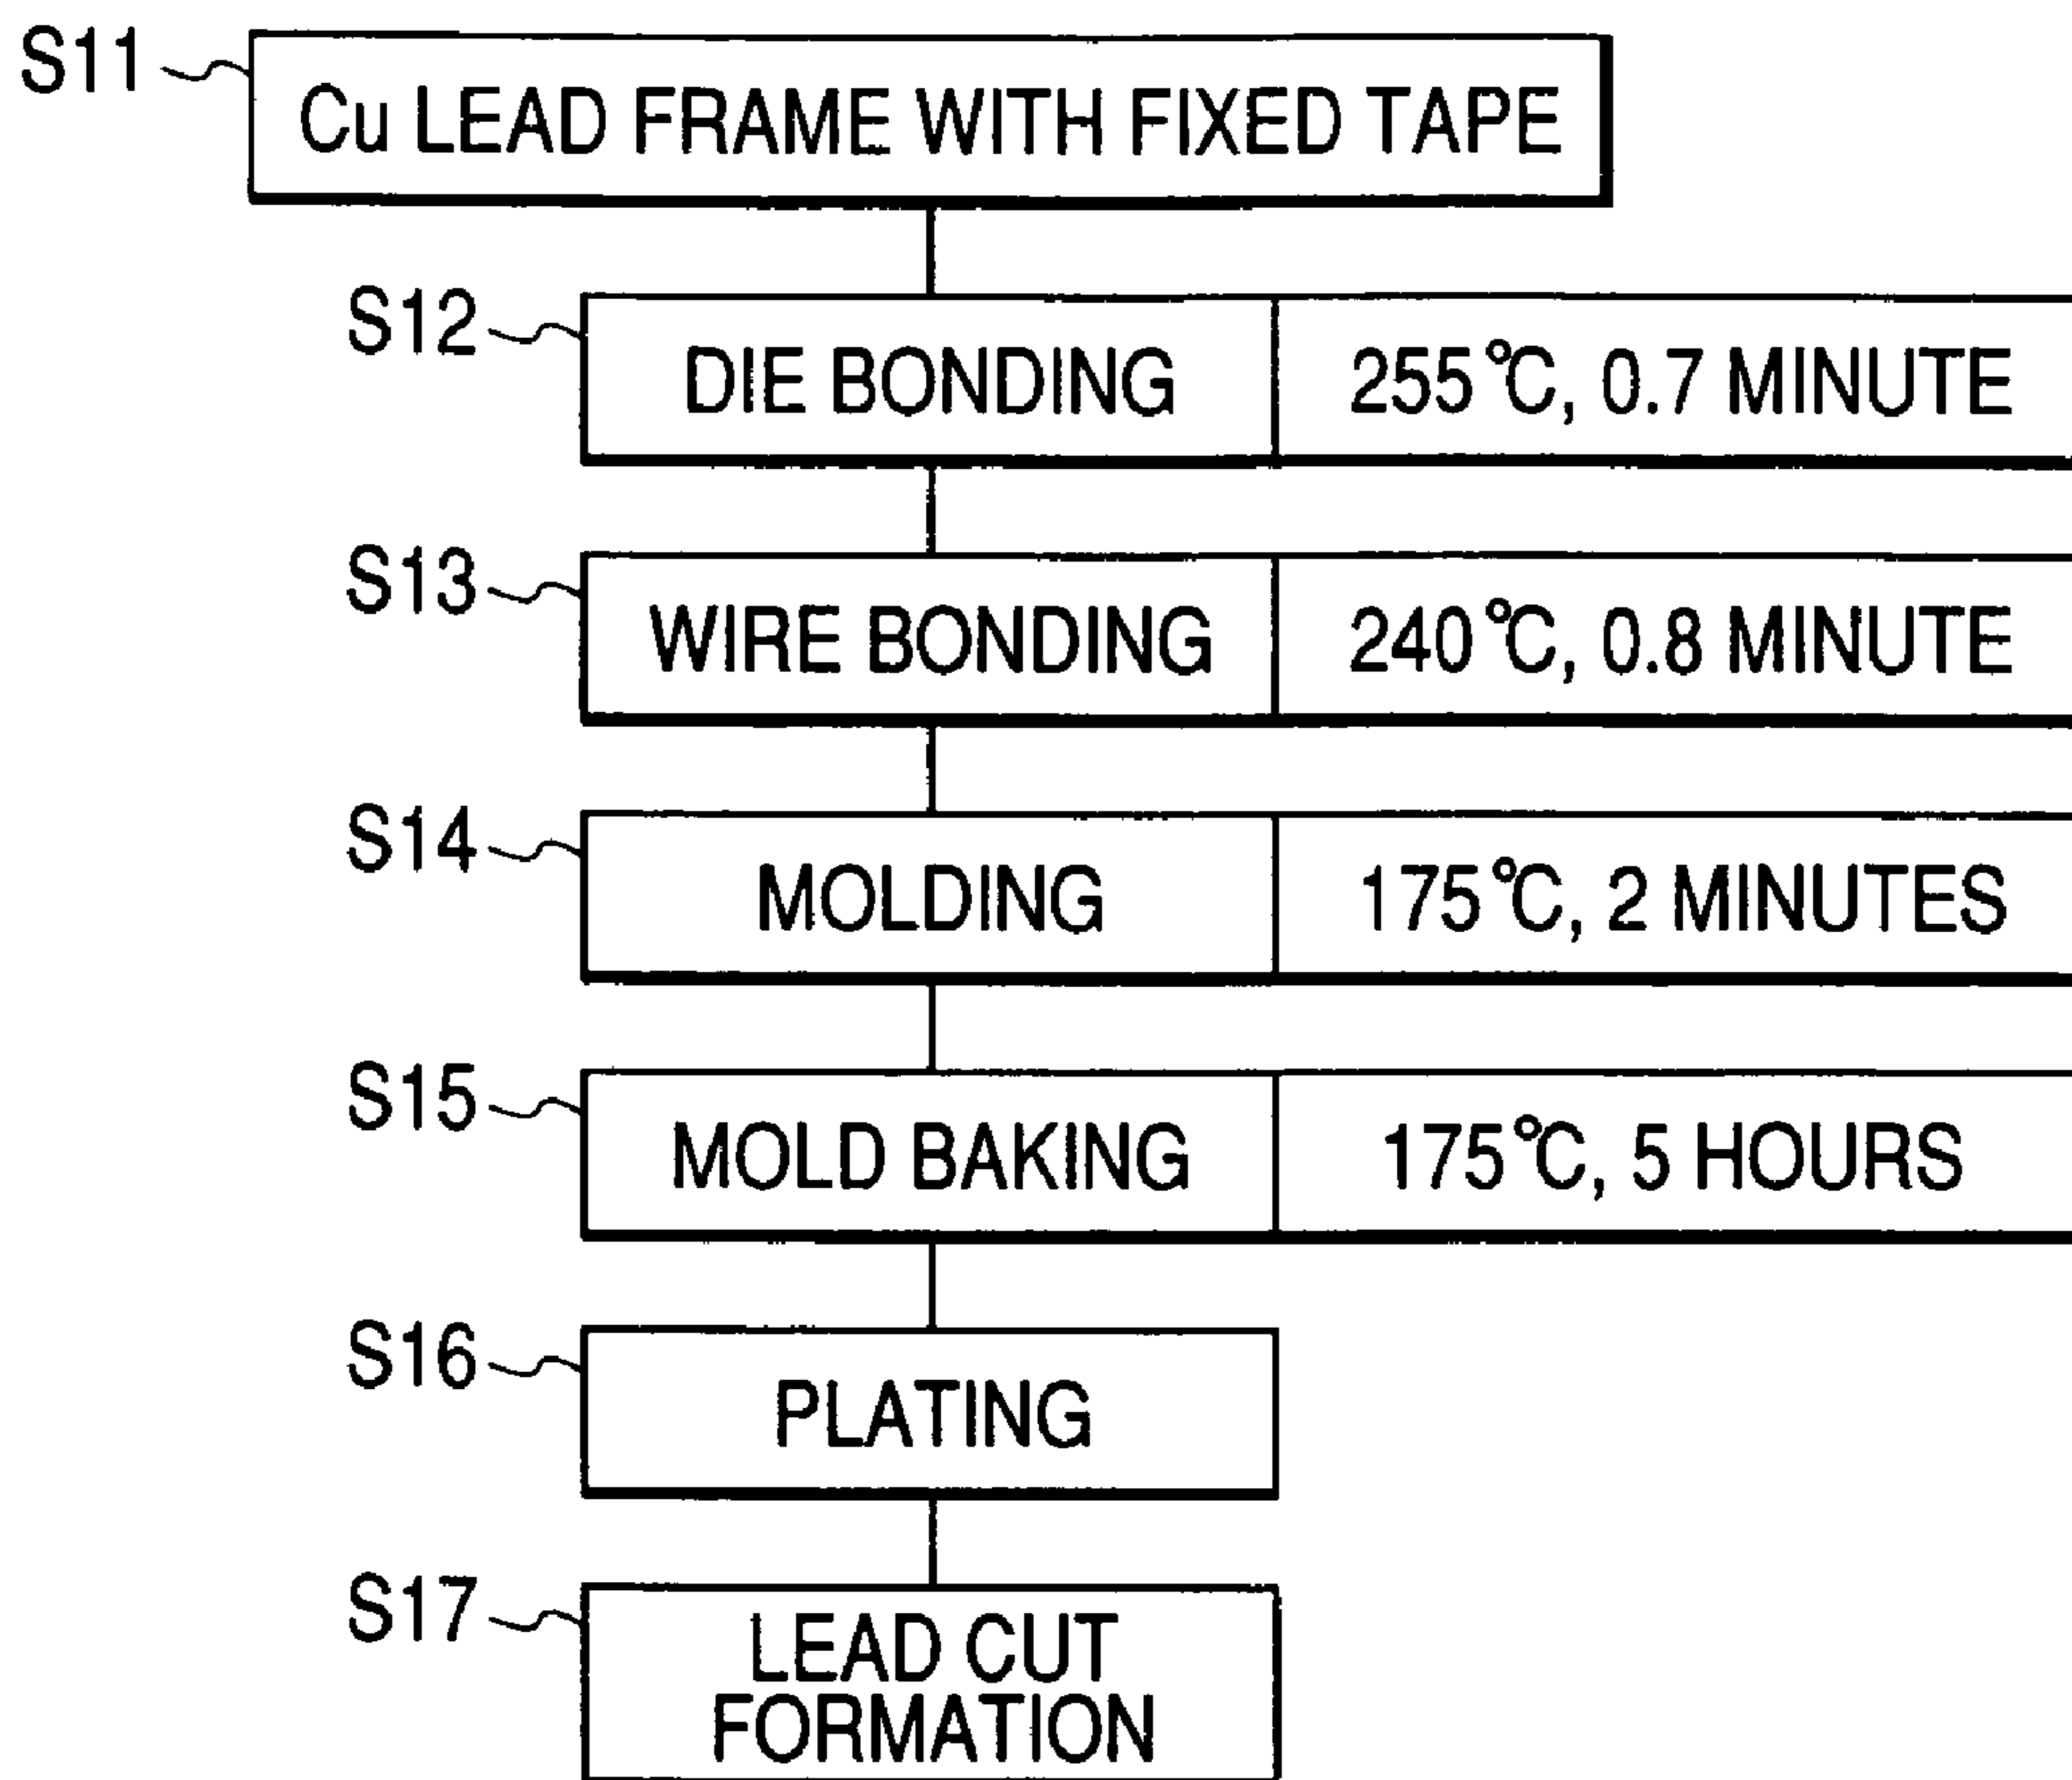 S11
Cu LEAD FRAME WITH FIXED TAPE
S12
DIE BONDING
255°C, 0.7 MINUTE
S13
WIRE BONDING
240°C, 0.8 MINUTE
S14
MOLDING
175°C, 2 MINUTES
S15
MOLD BAKING
175°C, 5 HOURS
S16
PLATING
S17
LEAD CUT
FORMATION